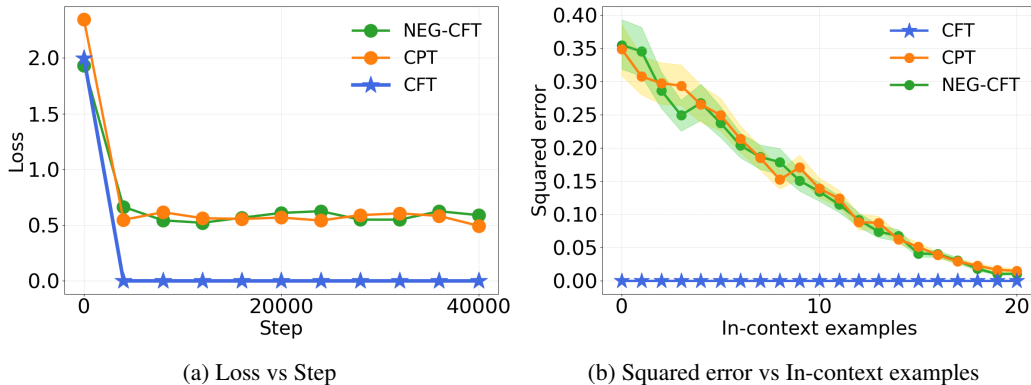 NEG-CFT
CPT
CFT
2.0
1.5
1.0
0.5
0.0
Loss
0
20000
40000
Step
(a) Loss vs Step
CFT
CPT
NEG-CFT
0.40
0.35
0.30
0.25
0.20
0.15
0.10
0.05
0.00
Squared error
0
10
20
In-context examples
(b) Squared error vs In-context examples